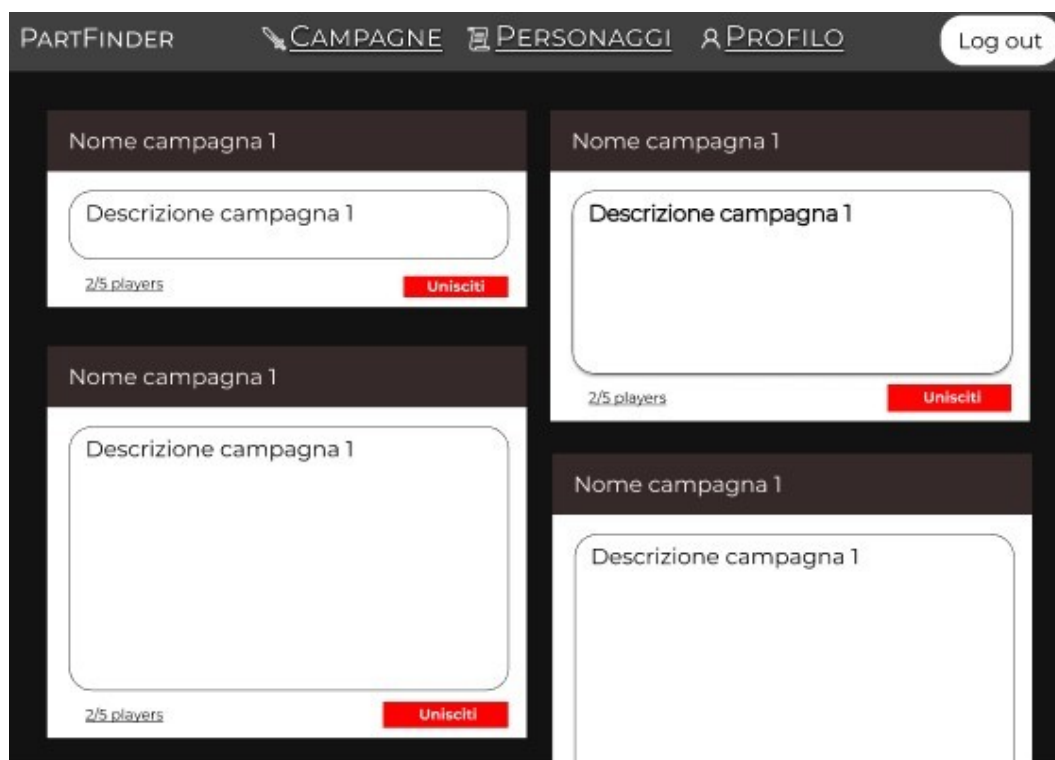 PARTFINDER CAMPAGNE PERSONAGGI PROFILO Log out
Nome campagna 1
Descrizione campagna 1
2/5 players Unisciti
Nome campagna 1
Descrizione campagna 1
2/5 players Unisciti
Nome campagna 1
Descrizione campagna 1
2/5 players Unisciti
Nome campagna 1
Descrizione campagna 1